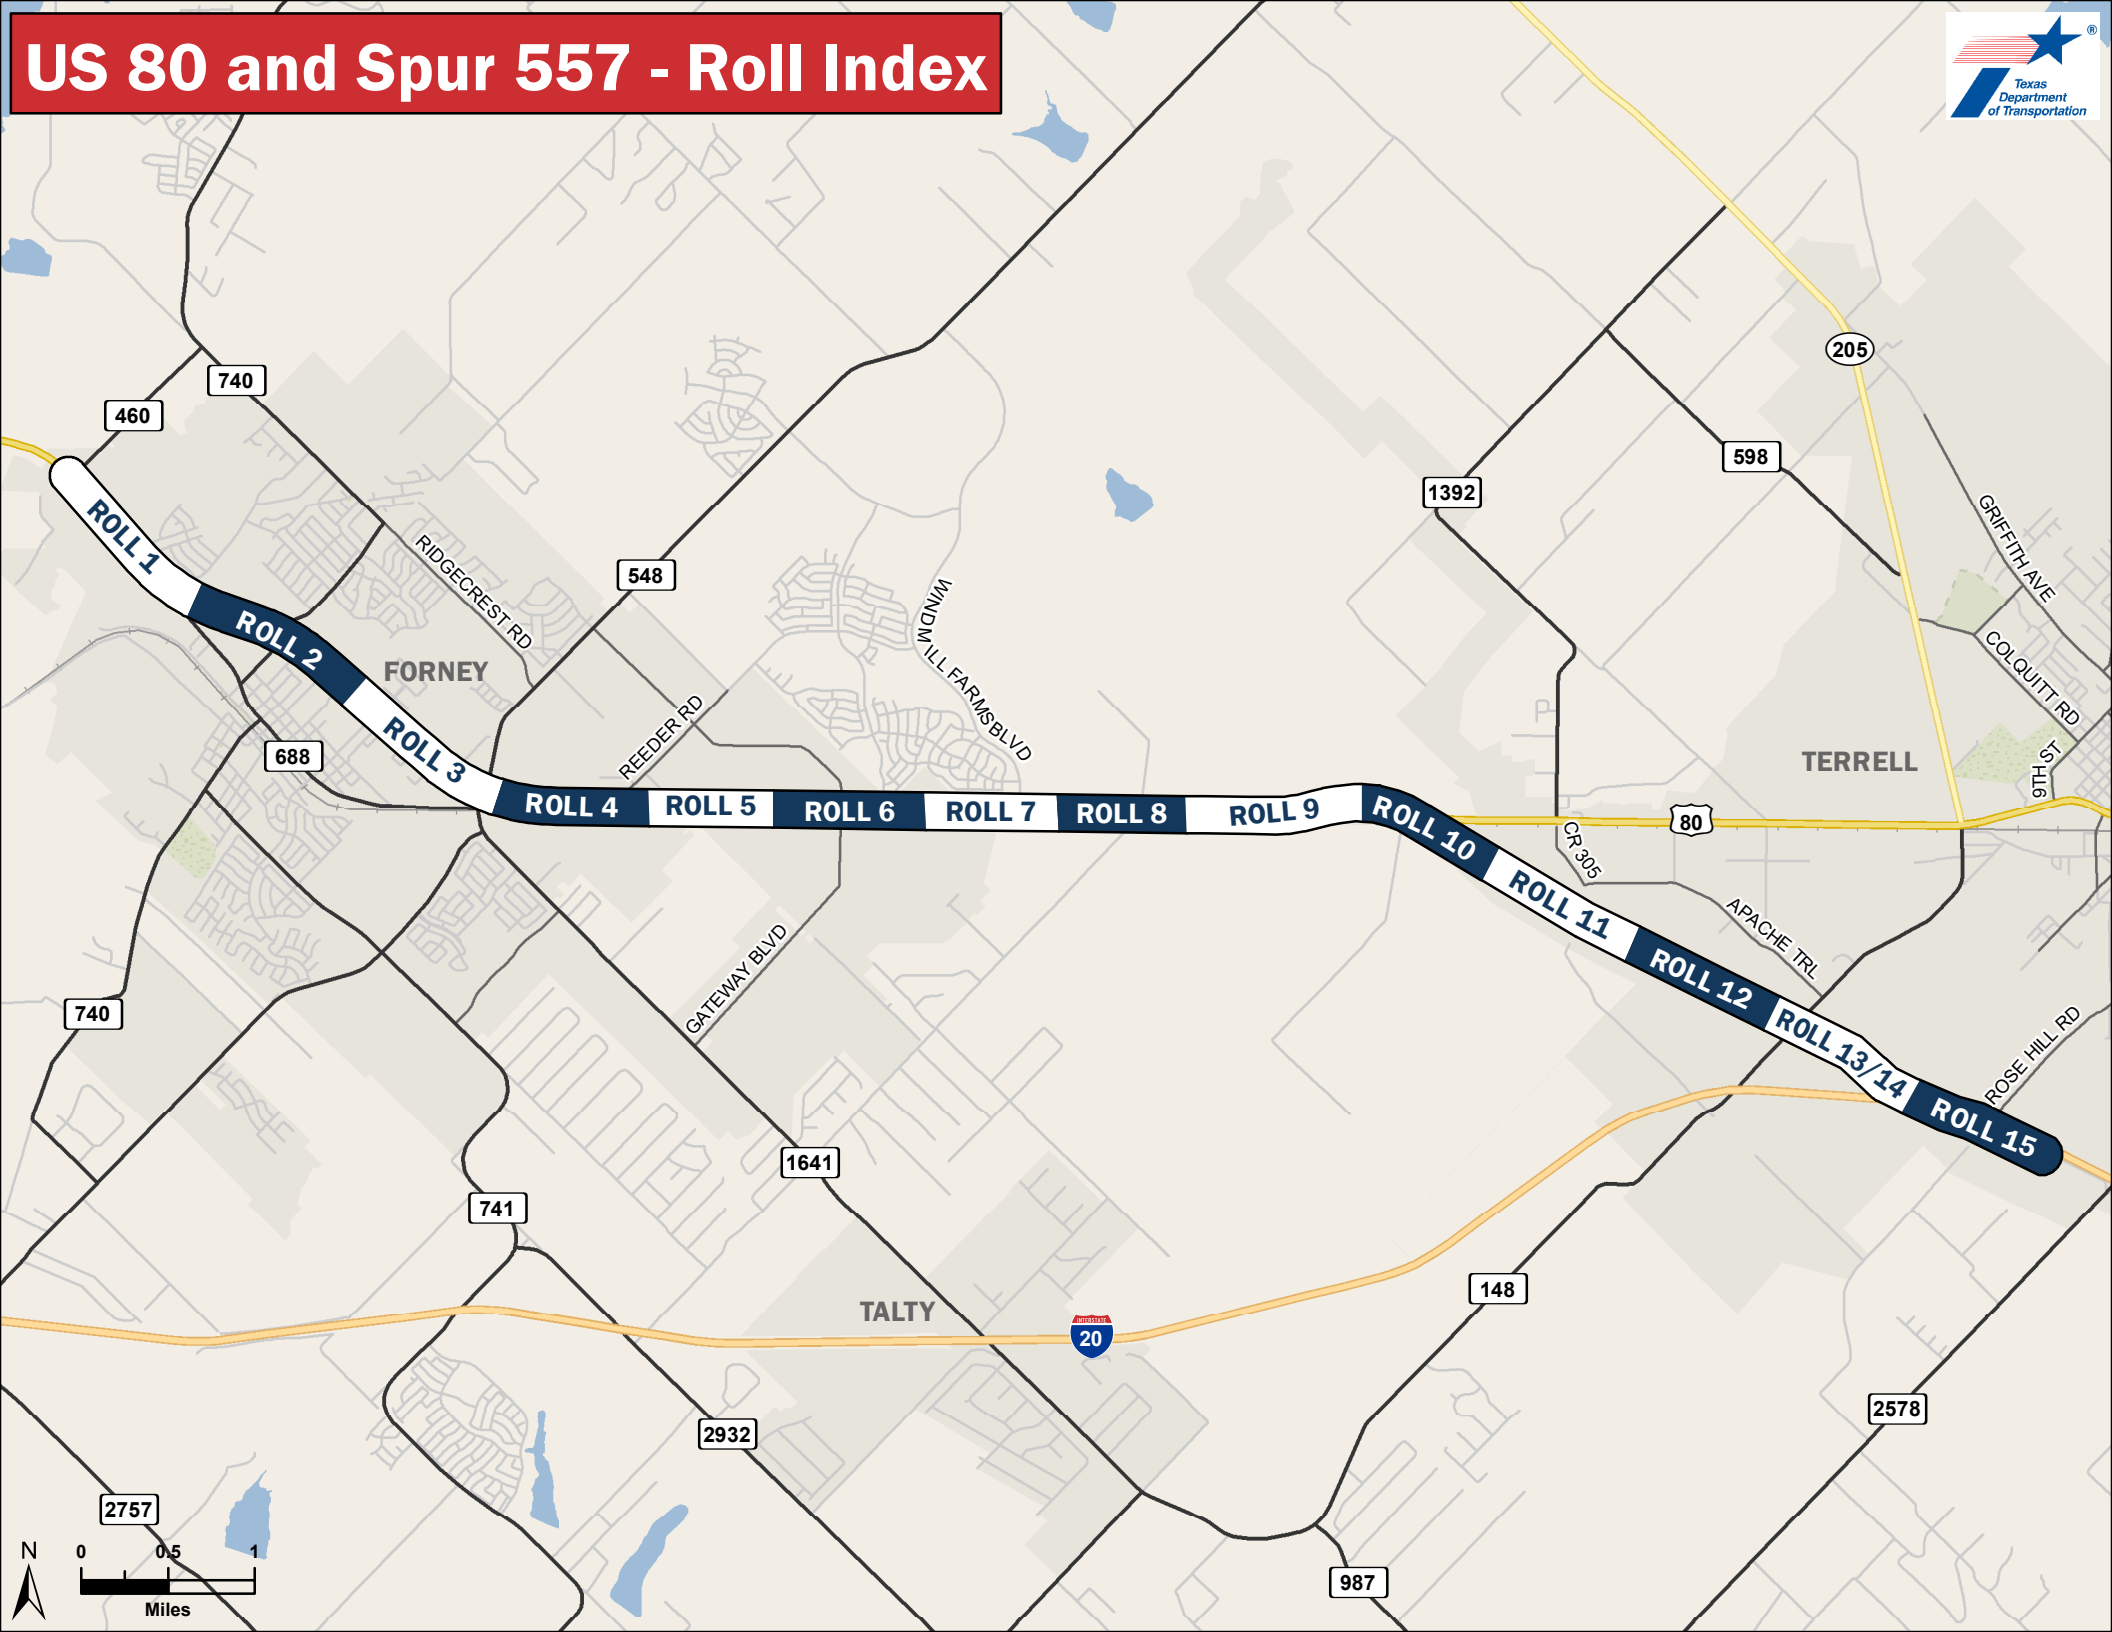 US 80 and Spur 557 - Roll Index
Texas
Department
of Transportation
®
205
740
460
598
1392
GRIFFITH AVE
ROLL 1
RIDGECREST RD
548
WINDM ILL FARMS BLVD
ROLL 2
FORNEY
COLQUITT RD
REEDER RD
ROLL 3
688
TERRELL
9TH ST
ROLL 4
ROLL 5
ROLL 6
ROLL 7
ROLL 8
ROLL 9
ROLL 10
80
CR 305
ROLL 11
APACHE TRL
GATEWAY BLVD
ROLL 12
740
ROLL 13/14
ROSE HILL RD
ROLL 15
1641
741
148
TALTY
INTERSTATE
20
2578
2932
2757
N
0
0.5
1
Miles
987